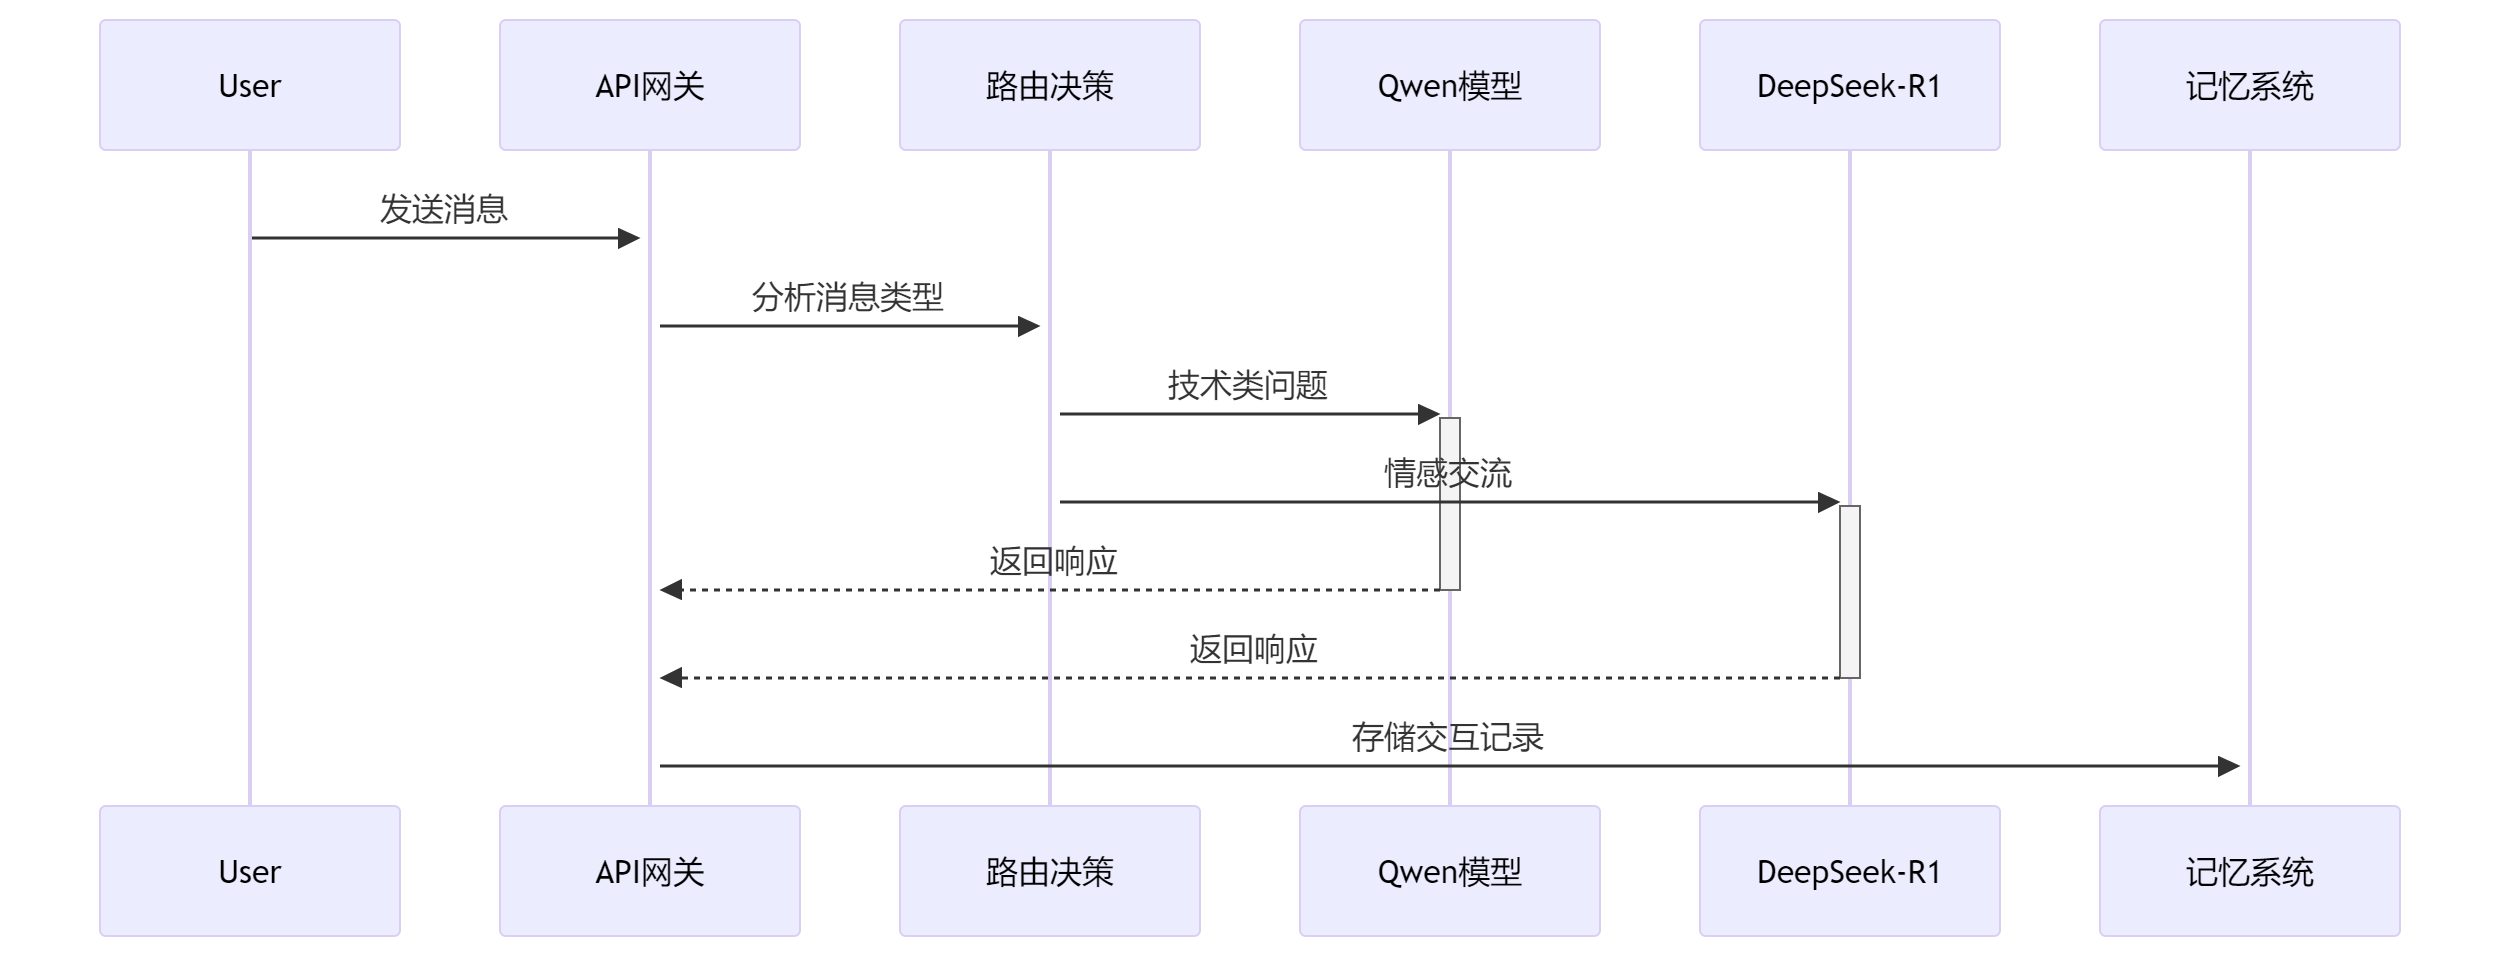 User
API网关
路由决策
Qwen模型
DeepSeek-R1
记忆系统
发送消息
分析消息类型
技术类问题
情感交流
返回响应
返回响应
存储交互记录
User
API网关
路由决策
Qwen模型
DeepSeek-R1
记忆系统